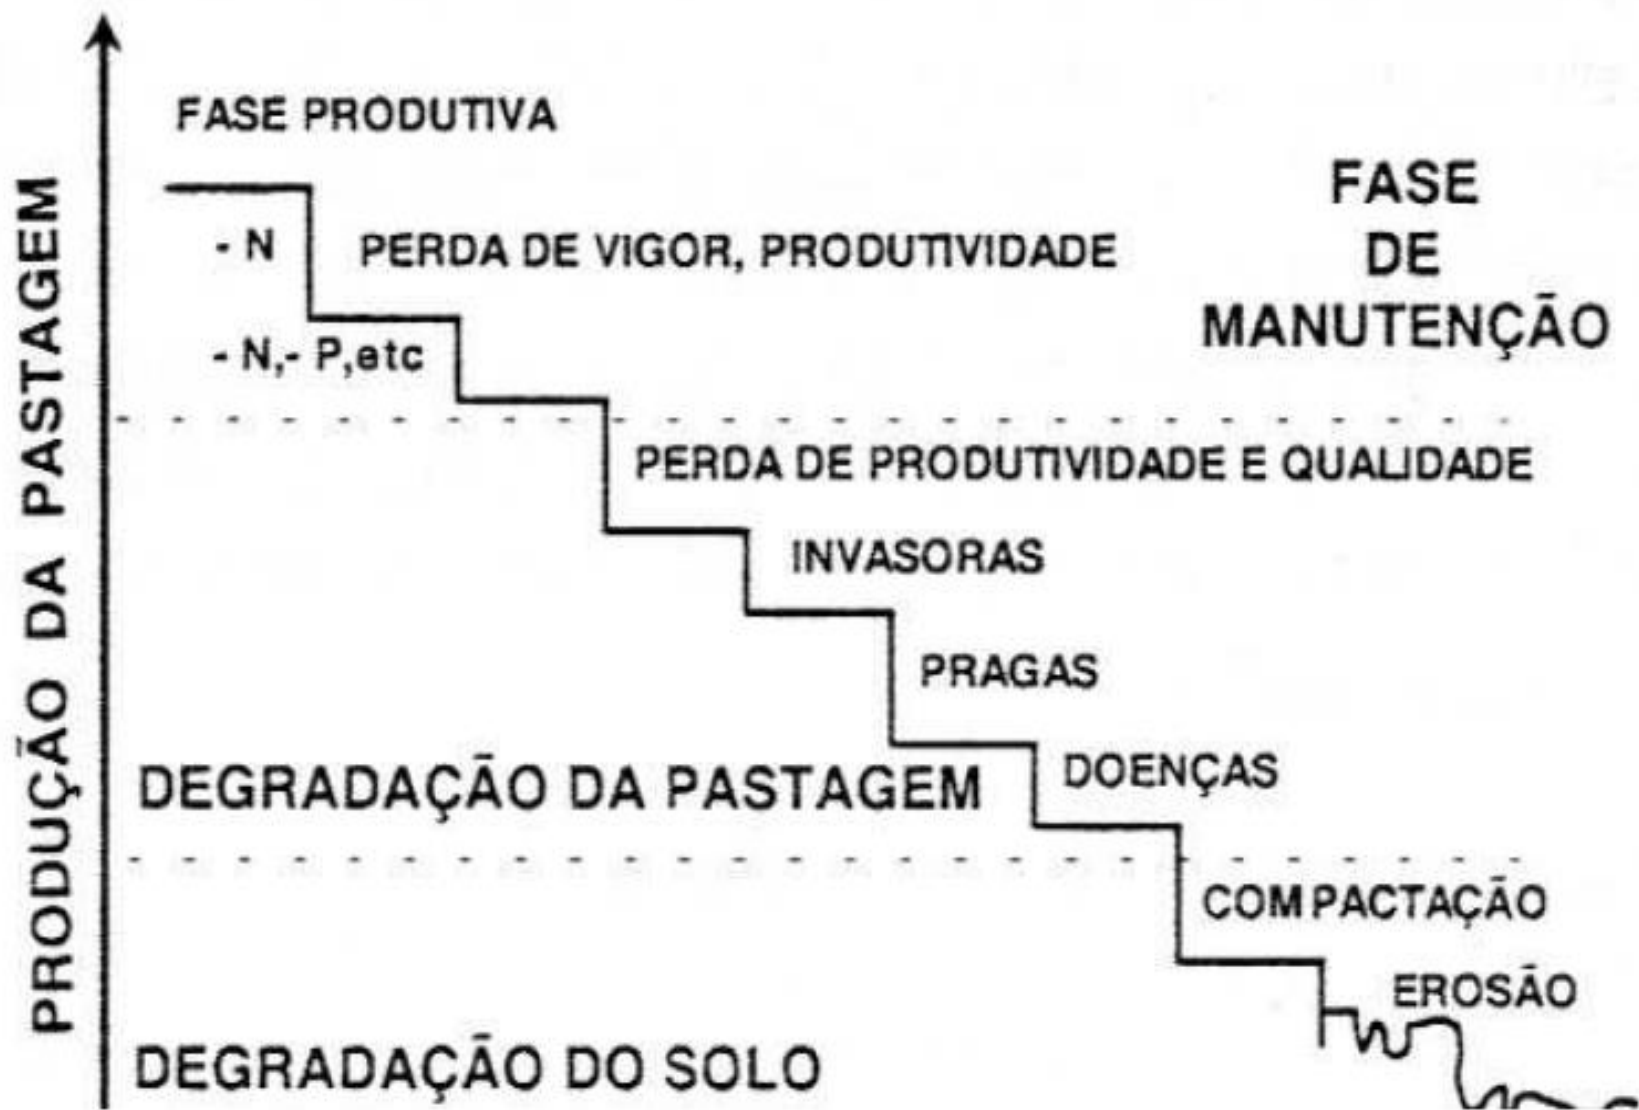 FASE PRODUTIVA
FASE
DE
MANUTENÇÃO
- N
PERDA DE VIGOR, PRODUTIVIDADE
- N,- P,etc
PERDA DE PRODUTIVIDADE E QUALIDADE
INVASORAS
PRAGAS
DOENÇAS
DEGRADAÇÃO DA PASTAGEM
COMPACTAÇÃO
EROSÃO
DEGRADAÇÃO DO SOLO
PRODUÇÃO DA PASTAGEM